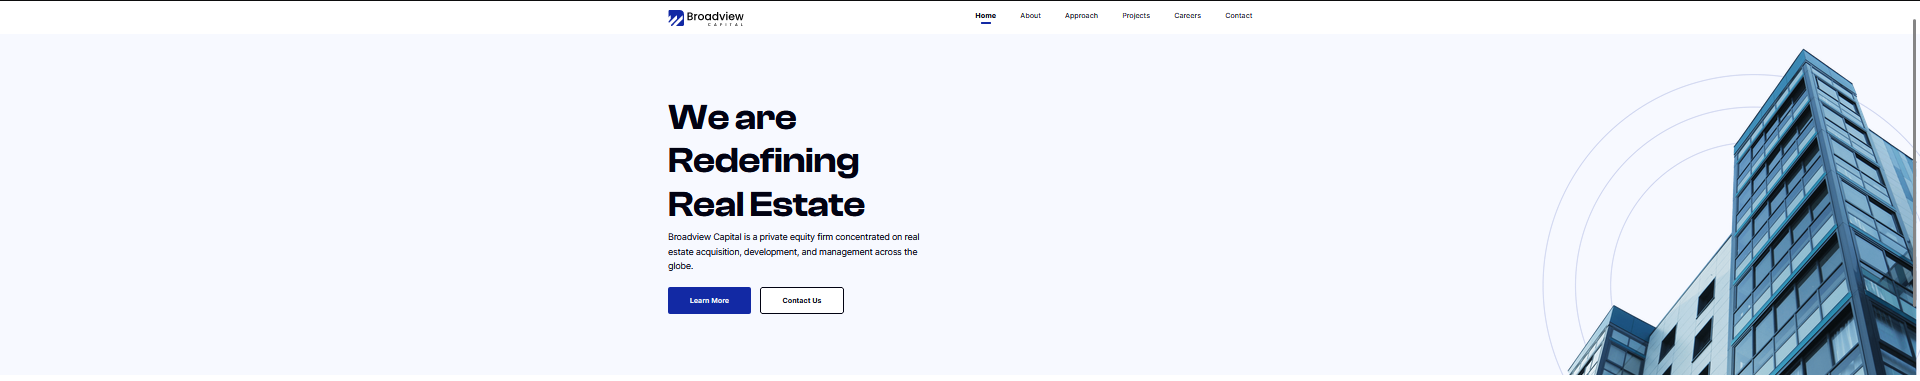 Broadview
CAPITAL
Home About Approach Projects Careers Contact
We are
Redefining
Real Estate
Broadview Capital is a private equity firm concentrated on real
estate acquisition, development, and management across the
globe.
Learn More Contact Us